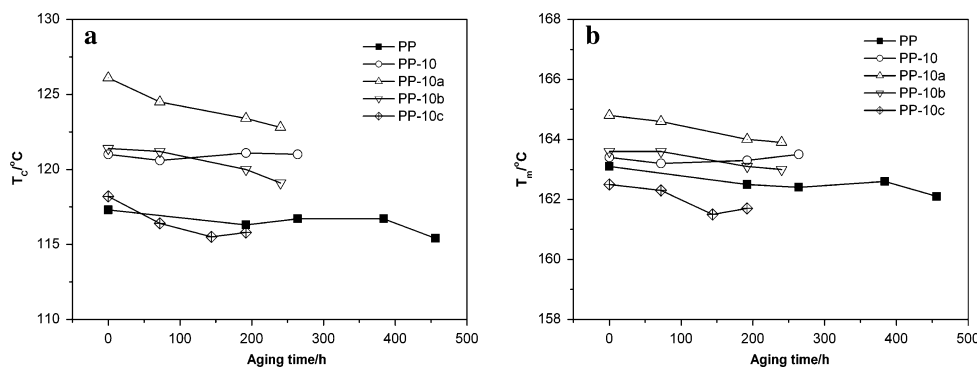 a
130
125
120
115
110
T_c/°C
0 100 200 300 400 500
Aging time/h
PP
PP-10
PP-10a
PP-10b
PP-10c
b
168
166
164
162
160
158
T_m/°C
0 100 200 300 400 500
Aging time/h
PP
PP-10
PP-10a
PP-10b
PP-10c